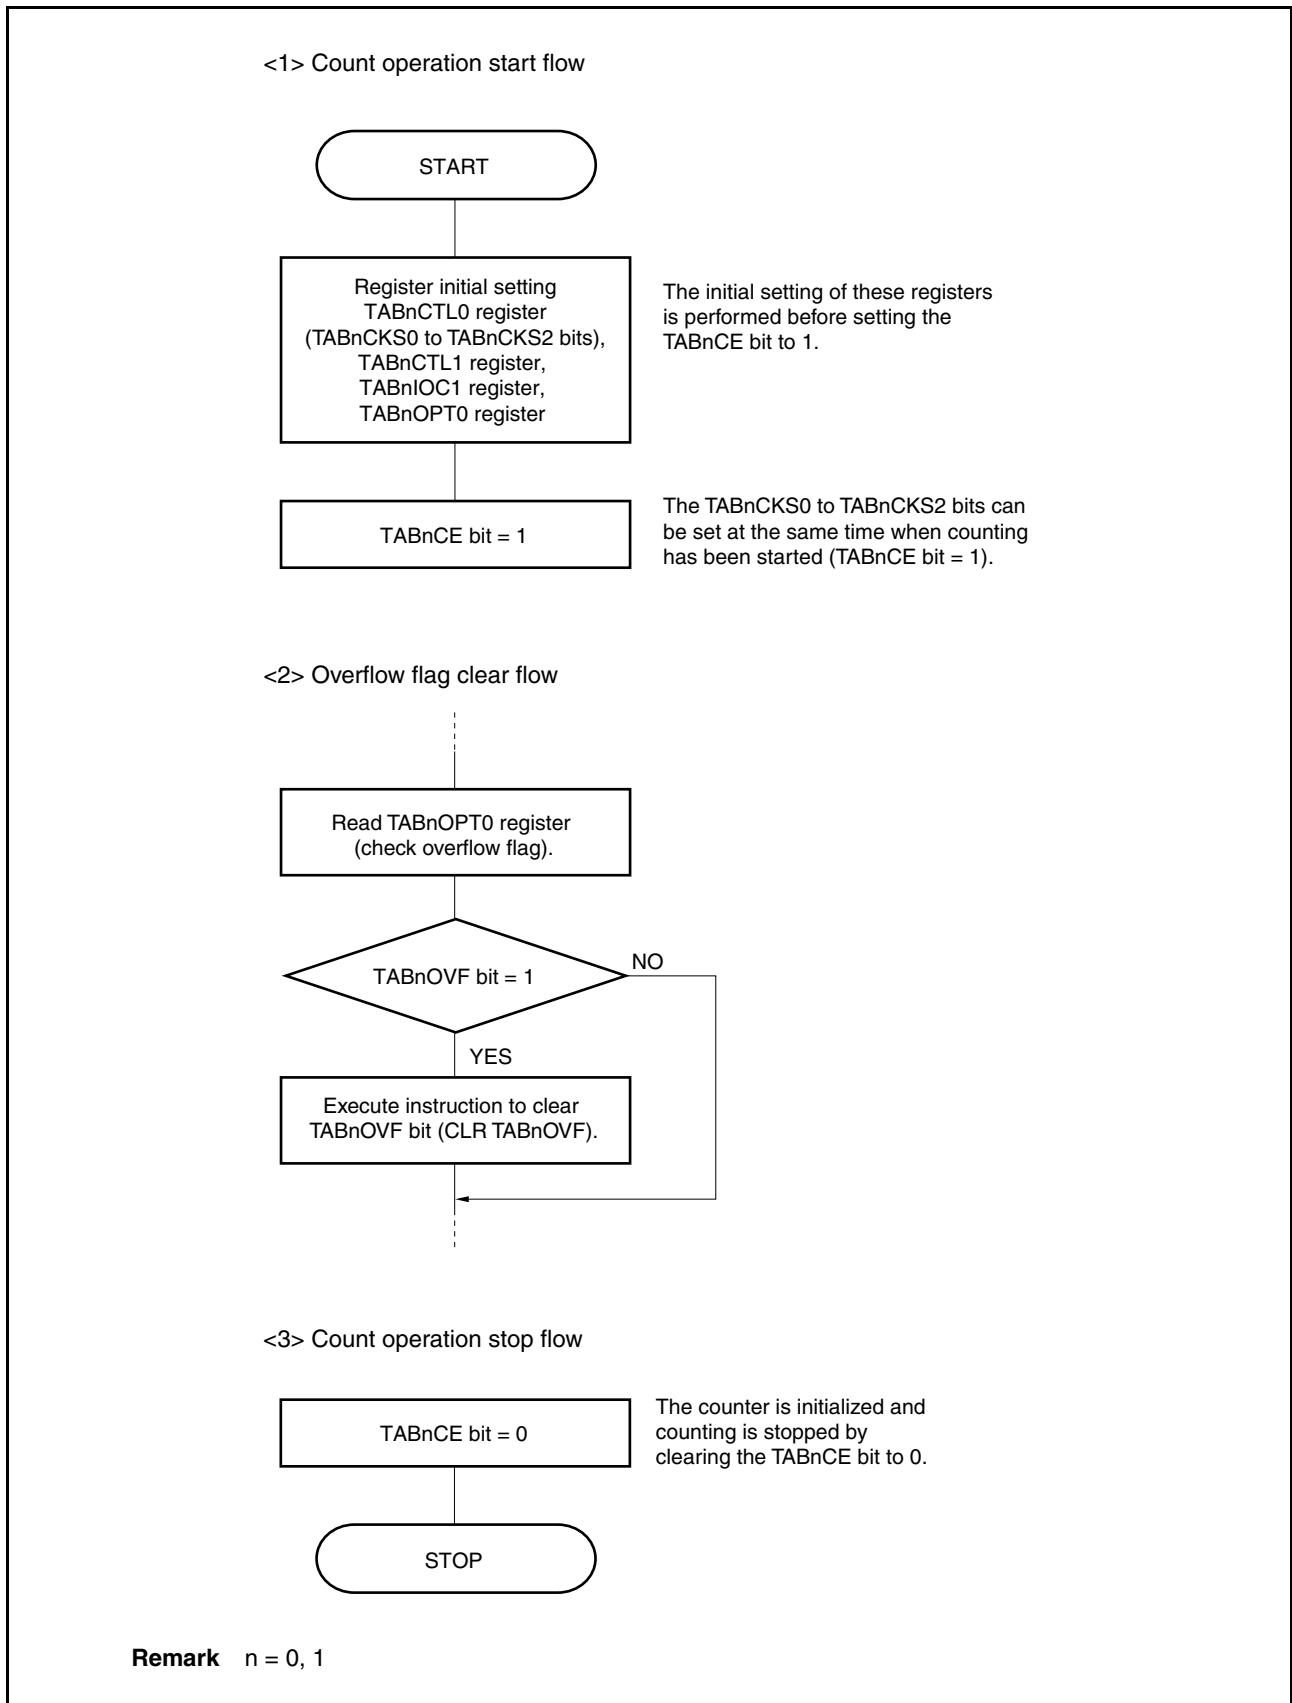 <1> Count operation start flow
START
Register initial setting
TABnCTL0 register
(TABnCKS0 to TABnCKS2 bits),
TABnCTL1 register,
TABnIOC1 register,
TABnOPT0 register
The initial setting of these registers
is performed before setting the
TABnCE bit to 1.
TABnCE bit = 1
The TABnCKS0 to TABnCKS2 bits can
be set at the same time when counting
has been started (TABnCE bit = 1).
<2> Overflow flag clear flow
Read TABnOPT0 register
(check overflow flag).
TABnOVF bit = 1
NO
YES
Execute instruction to clear
TABnOVF bit (CLR TABnOVF).
<3> Count operation stop flow
TABnCE bit = 0
The counter is initialized and
counting is stopped by
clearing the TABnCE bit to 0.
STOP
Remark n = 0, 1